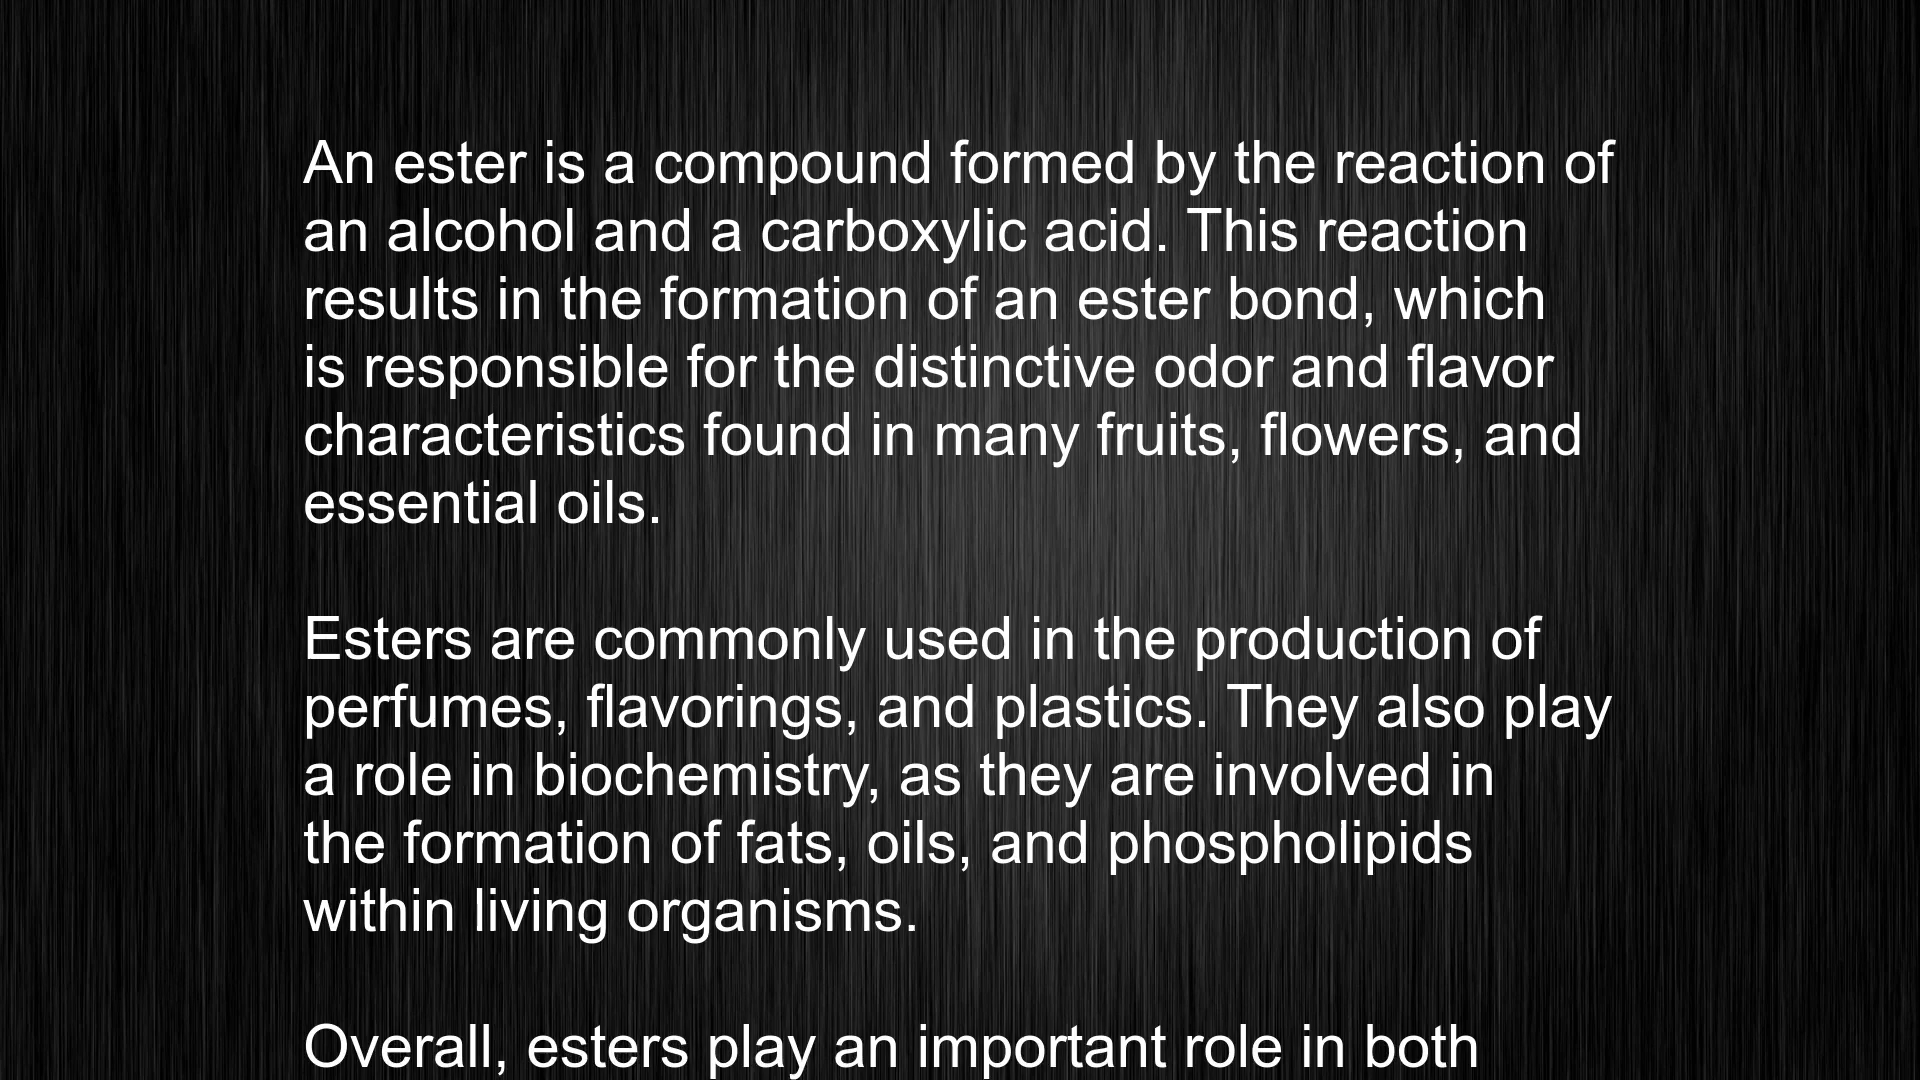 An ester is a compound formed by the reaction of
an alcohol and a carboxylic acid. This reaction
results in the formation of an ester bond, which
is responsible for the distinctive odor and flavor
characteristics found in many fruits, flowers, and
essential oils.
Esters are commonly used in the production of
perfumes, flavorings, and plastics. They also play
a role in biochemistry, as they are involved in
the formation of fats, oils, and phospholipids
within living organisms.
Overall, esters play an important role in both